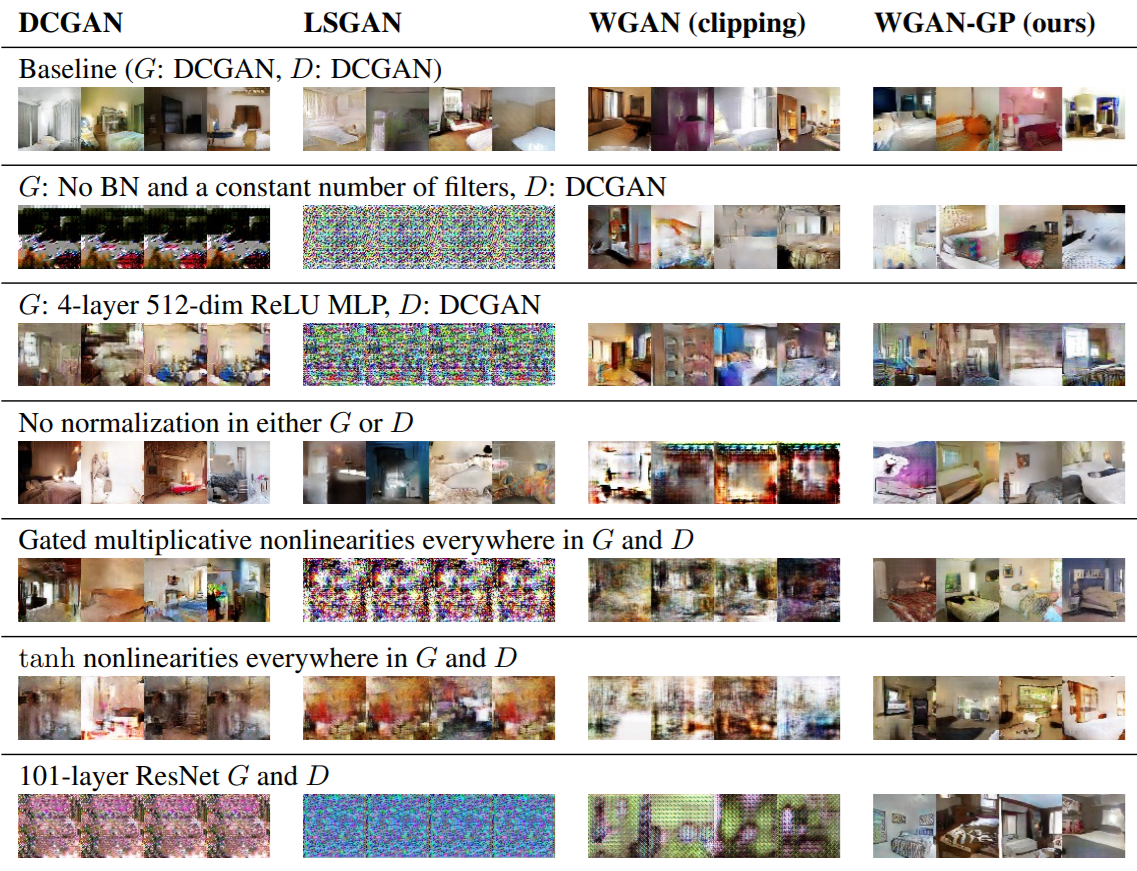 DCGAN LSGAN WGAN (clipping) WGAN-GP (ours)
Baseline (G: DCGAN, D: DCGAN)
G: No BN and a constant number of filters, D: DCGAN
G: 4-layer 512-dim ReLU MLP, D: DCGAN
No normalization in either G or D
Gated multiplicative nonlinearities everywhere in G and D
tanh nonlinearities everywhere in G and D
101-layer ResNet G and D